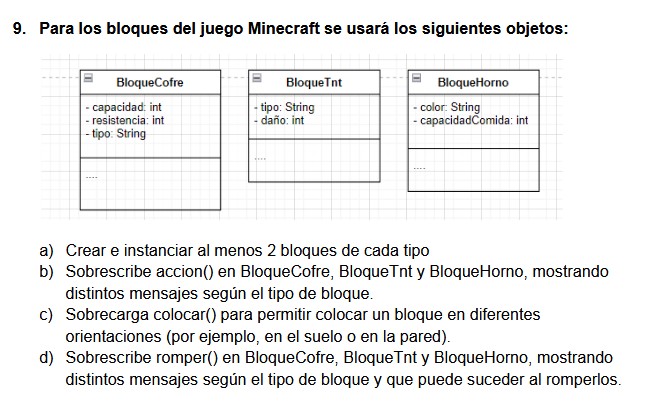 9. Para los bloques del juego Minecraft se usará los siguientes objetos:
BloqueCofre
- capacidad: int
- resistencia: int
- tipo: String
....
BloqueTnt
- tipo: String
- daño: int
....
BloqueHorno
- color: String
- capacidadComida: int
....
a) Crear e instanciar al menos 2 bloques de cada tipo
b) Sobrescribe accion() en BloqueCofre, BloqueTnt y BloqueHorno, mostrando
distintos mensajes según el tipo de bloque.
c) Sobrecarga colocar() para permitir colocar un bloque en diferentes
orientaciones (por ejemplo, en el suelo o en la pared).
d) Sobrescribe romper() en BloqueCofre, BloqueTnt y BloqueHorno, mostrando
distintos mensajes según el tipo de bloque y que puede suceder al romperlos.